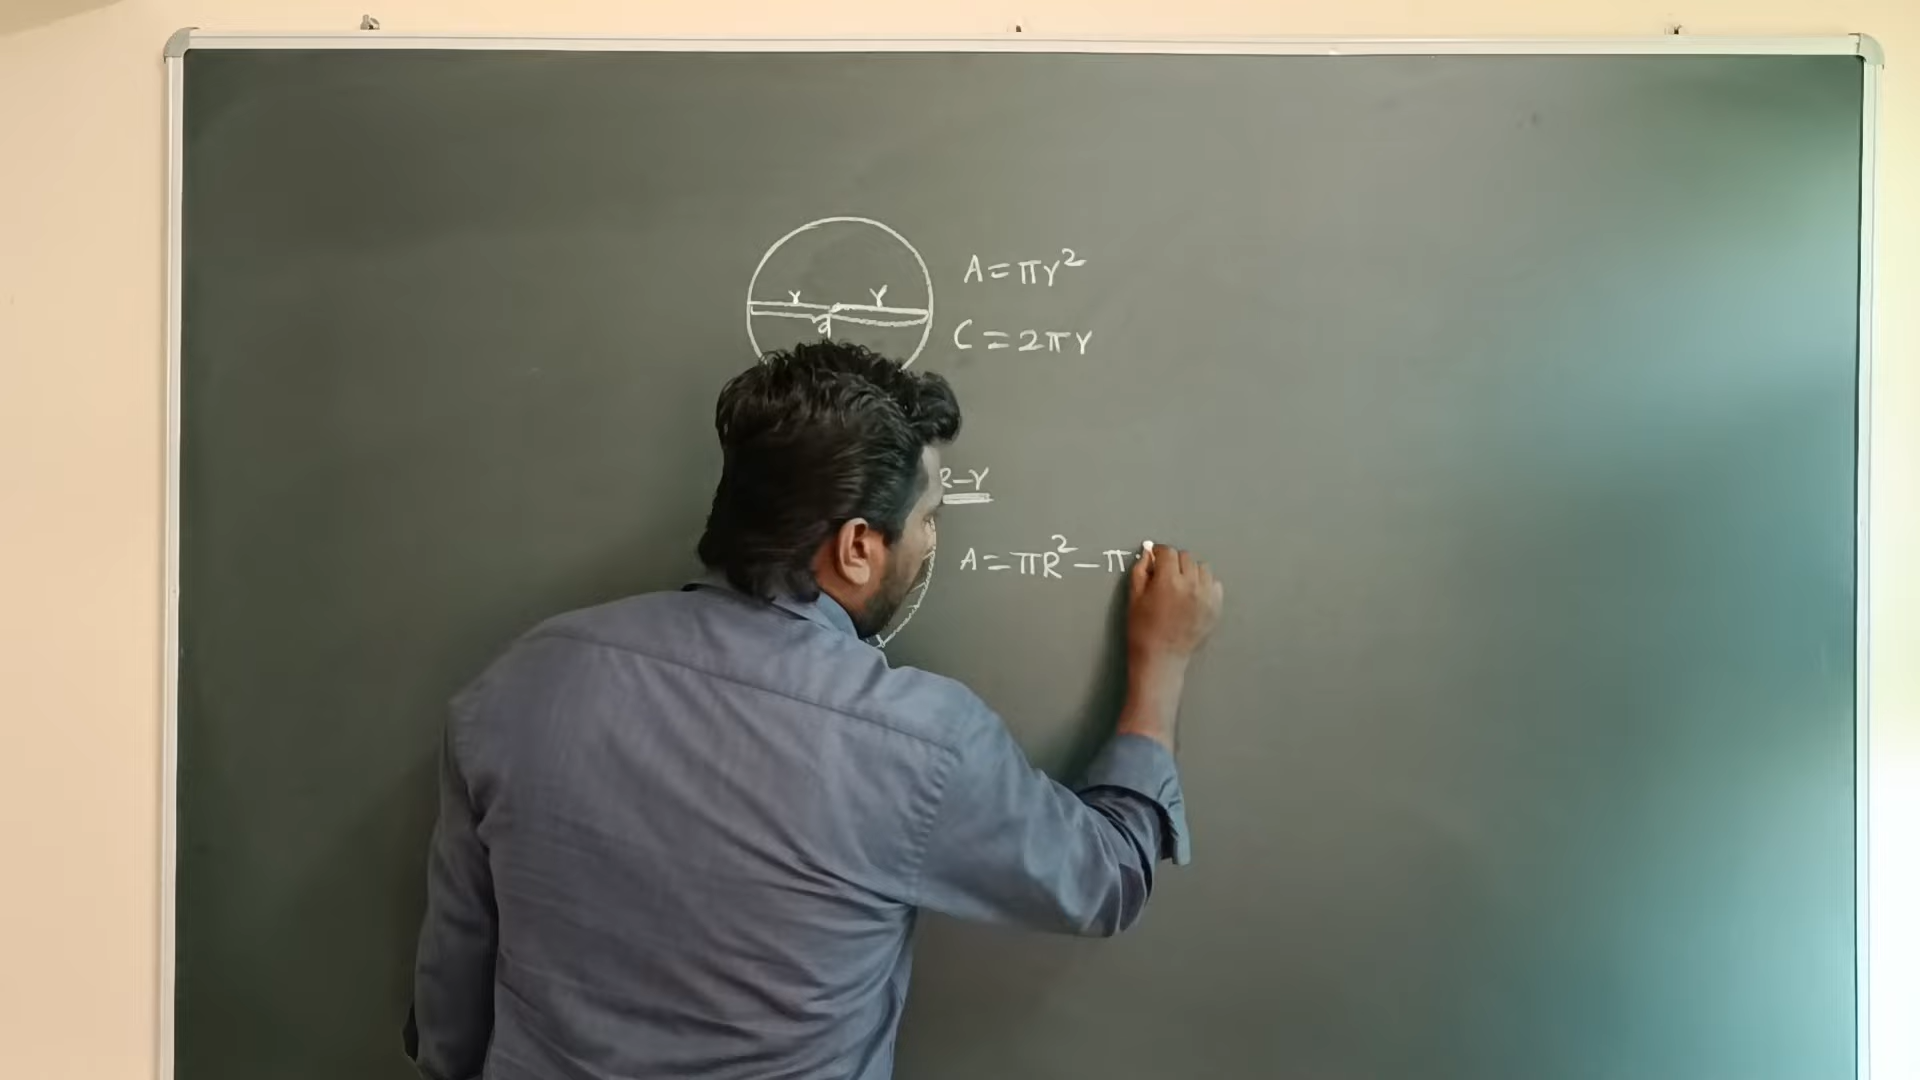 r r
d
A = πr²
C = 2πr
R-r
A = πR² - π